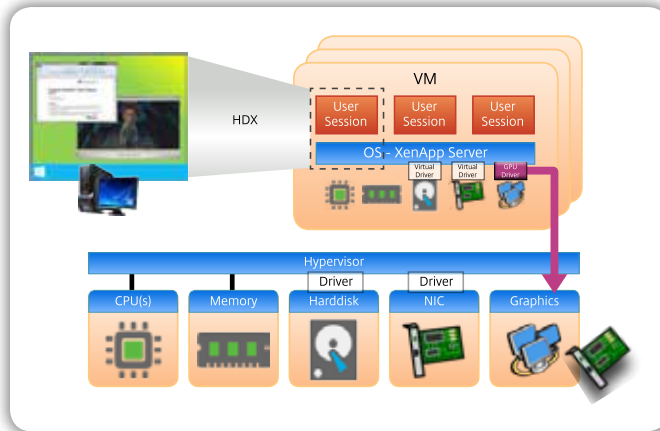 VM
HDX
User
Session
User
Session
User
Session
OS - XenApp Server
Virtual
Driver
Virtual
Driver
GPU
Driver
Hypervisor
Driver
Driver
CPU(s)
Memory
Harddisk
NIC
Graphics